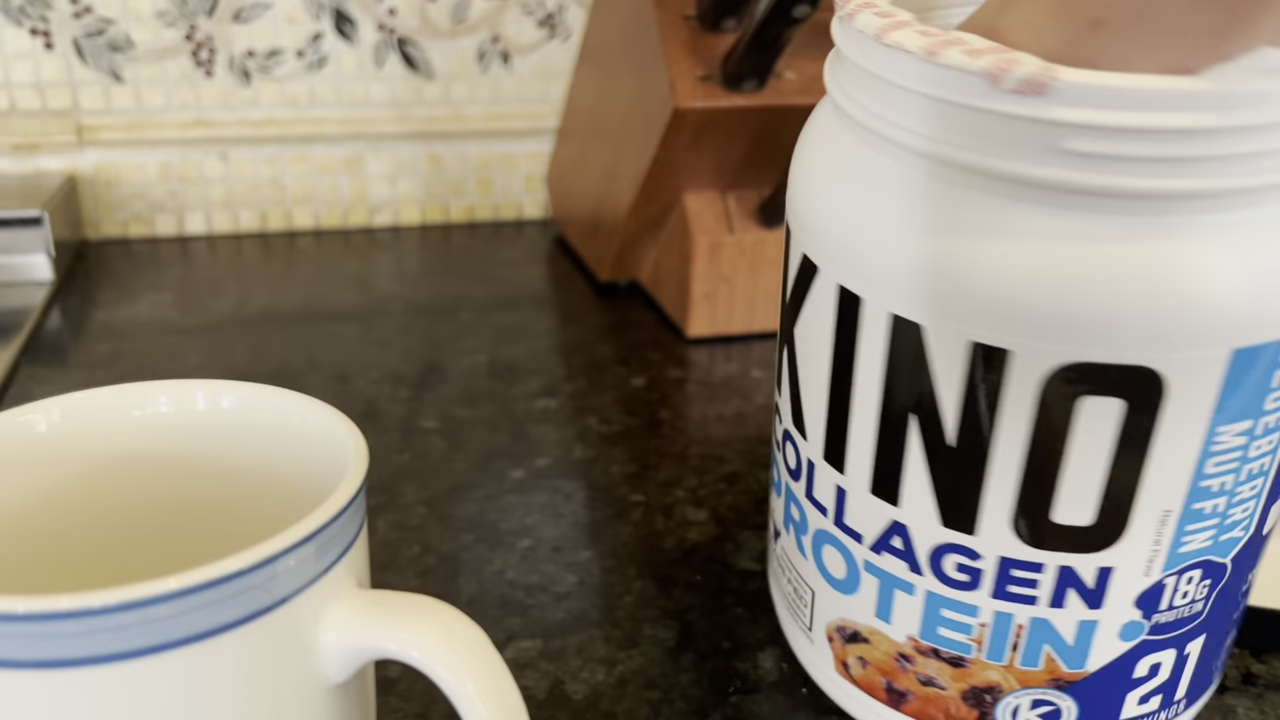 KINO
COLLAGEN
PROTEIN
MUFFIN
18G
PROTEIN
21
K